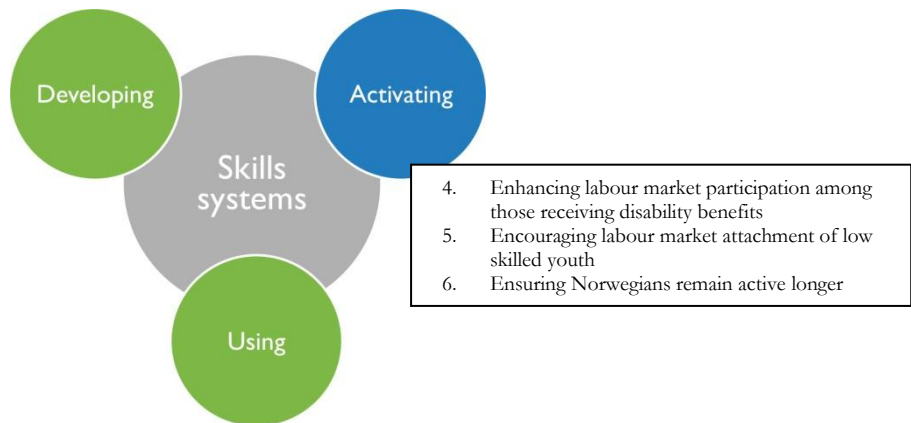 Developing
Activating
Skills
systems
4. Enhancing labour market participation among
those receiving disability benefits
5. Encouraging labour market attachment of low
skilled youth
6. Ensuring Norwegians remain active longer
Using